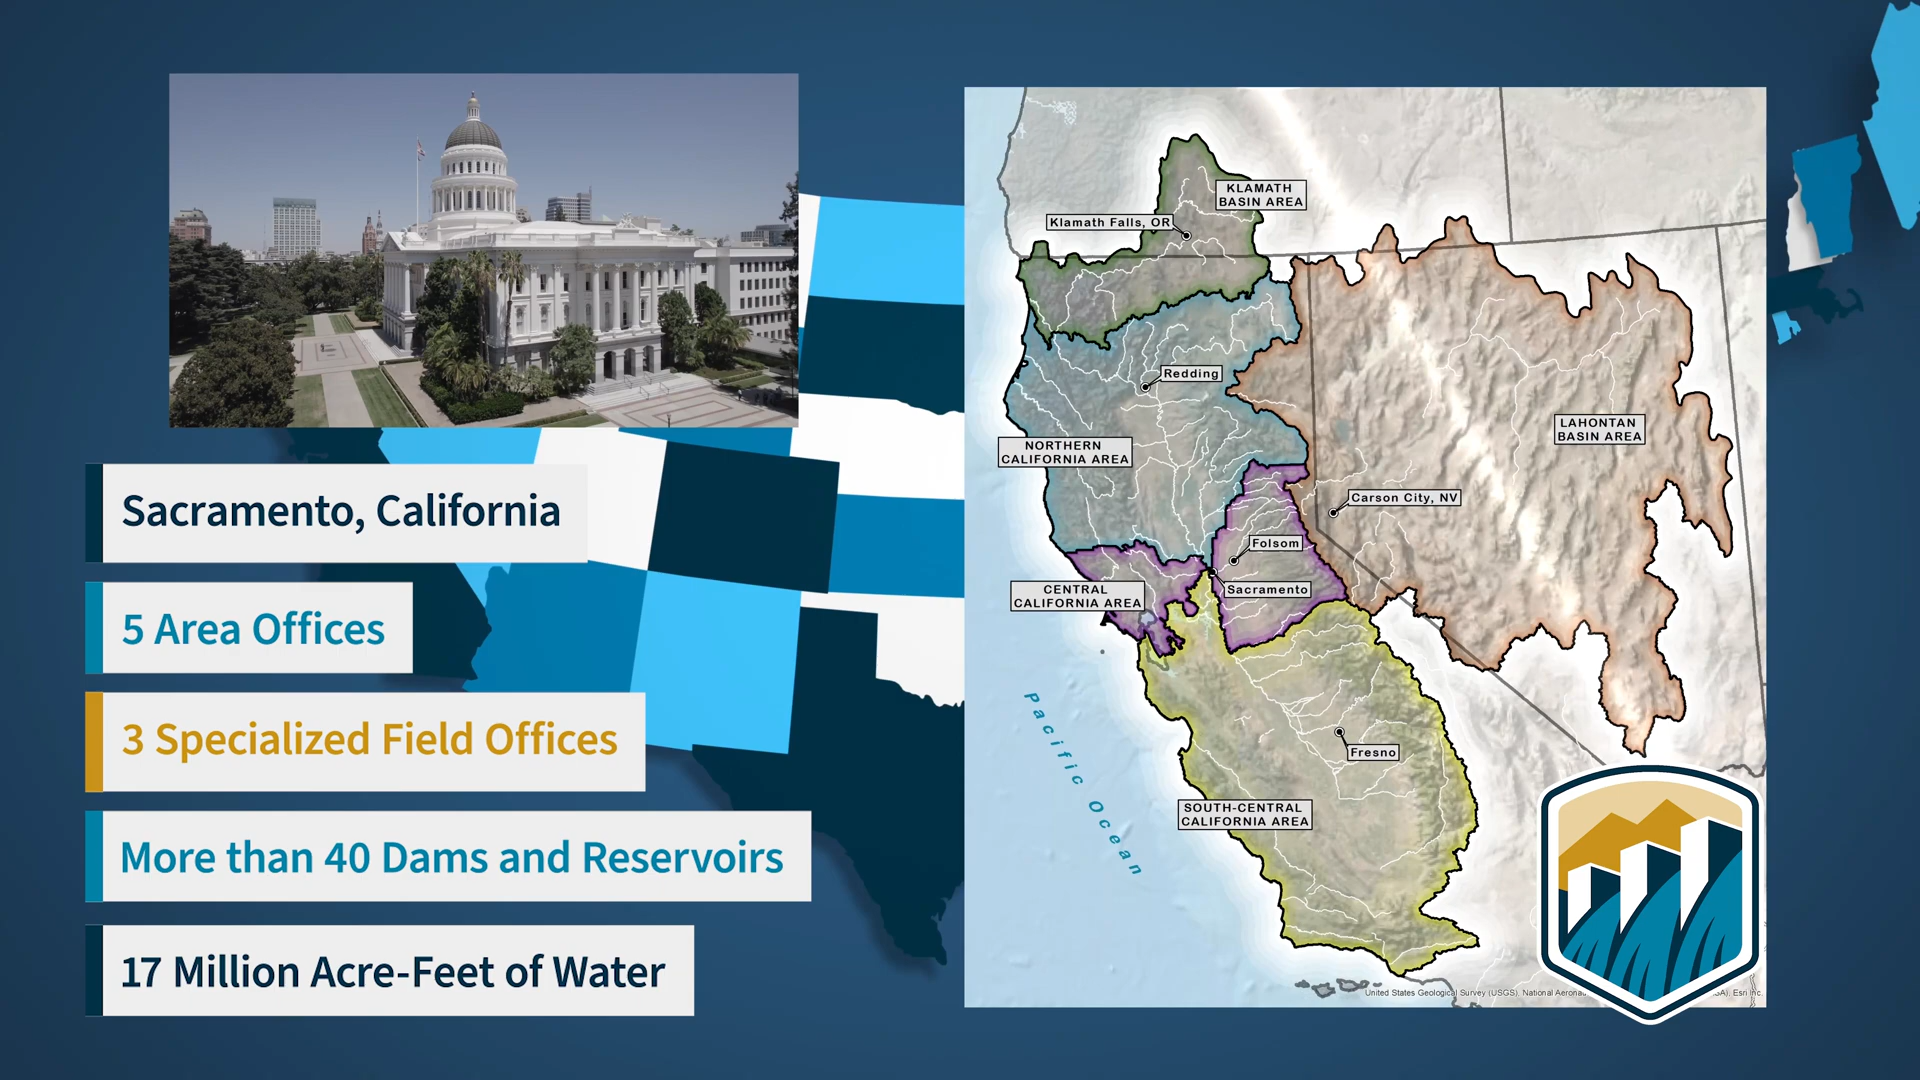 Sacramento, California
5 Area Offices
3 Specialized Field Offices
More than 40 Dams and Reservoirs
17 Million Acre-Feet of Water
KLAMATH
BASIN AREA
Klamath Falls, OR
Redding
NORTHERN
CALIFORNIA AREA
LAHONTAN
BASIN AREA
Carson City, NV
Folsom
CENTRAL
CALIFORNIA AREA
Sacramento
Pacific Ocean
Fresno
SOUTH-CENTRAL
CALIFORNIA AREA
United States Geological Survey (USGS). National
Esri Inc.